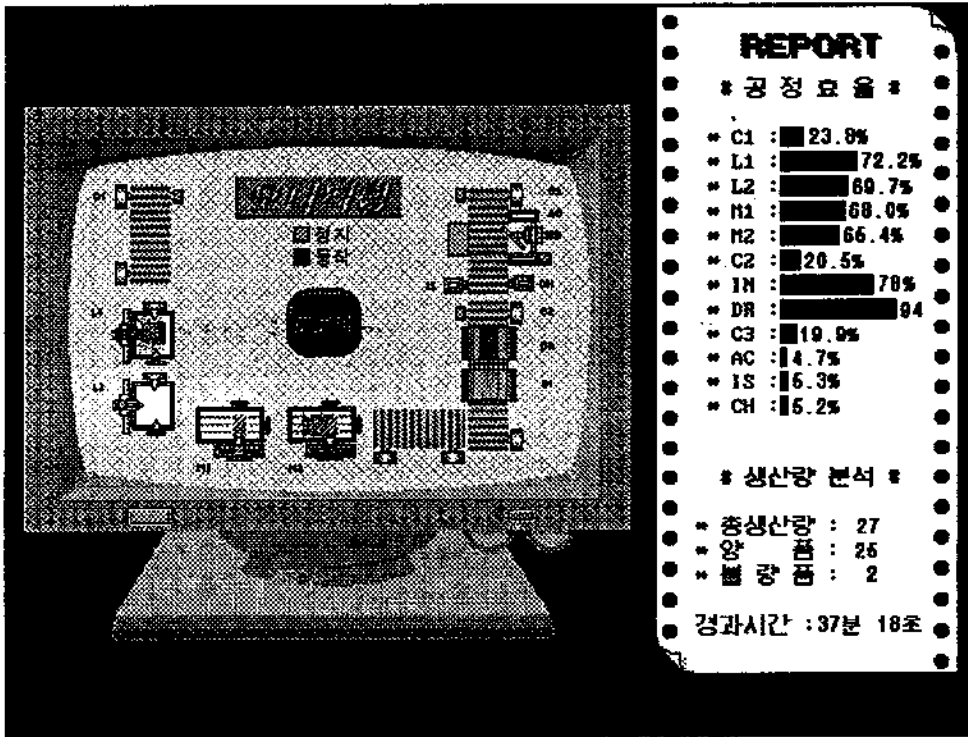 REPORT
* 공 정 효 율 *
* C1 : 23.8%
* L1 : 72.2%
* L2 : 69.7%
* M1 : 68.0%
* M2 : 65.4%
* C2 : 20.5%
* IN : 78%
* DR : 94
* C3 : 19.9%
* AC : 4.7%
* IS : 5.3%
* CH : 5.2%
* 생산량 분석 *
* 총생산량 : 27
* 양 품 : 25
* 불 량 품 : 2
경과시간 :37분 18초
정지
동작
M1